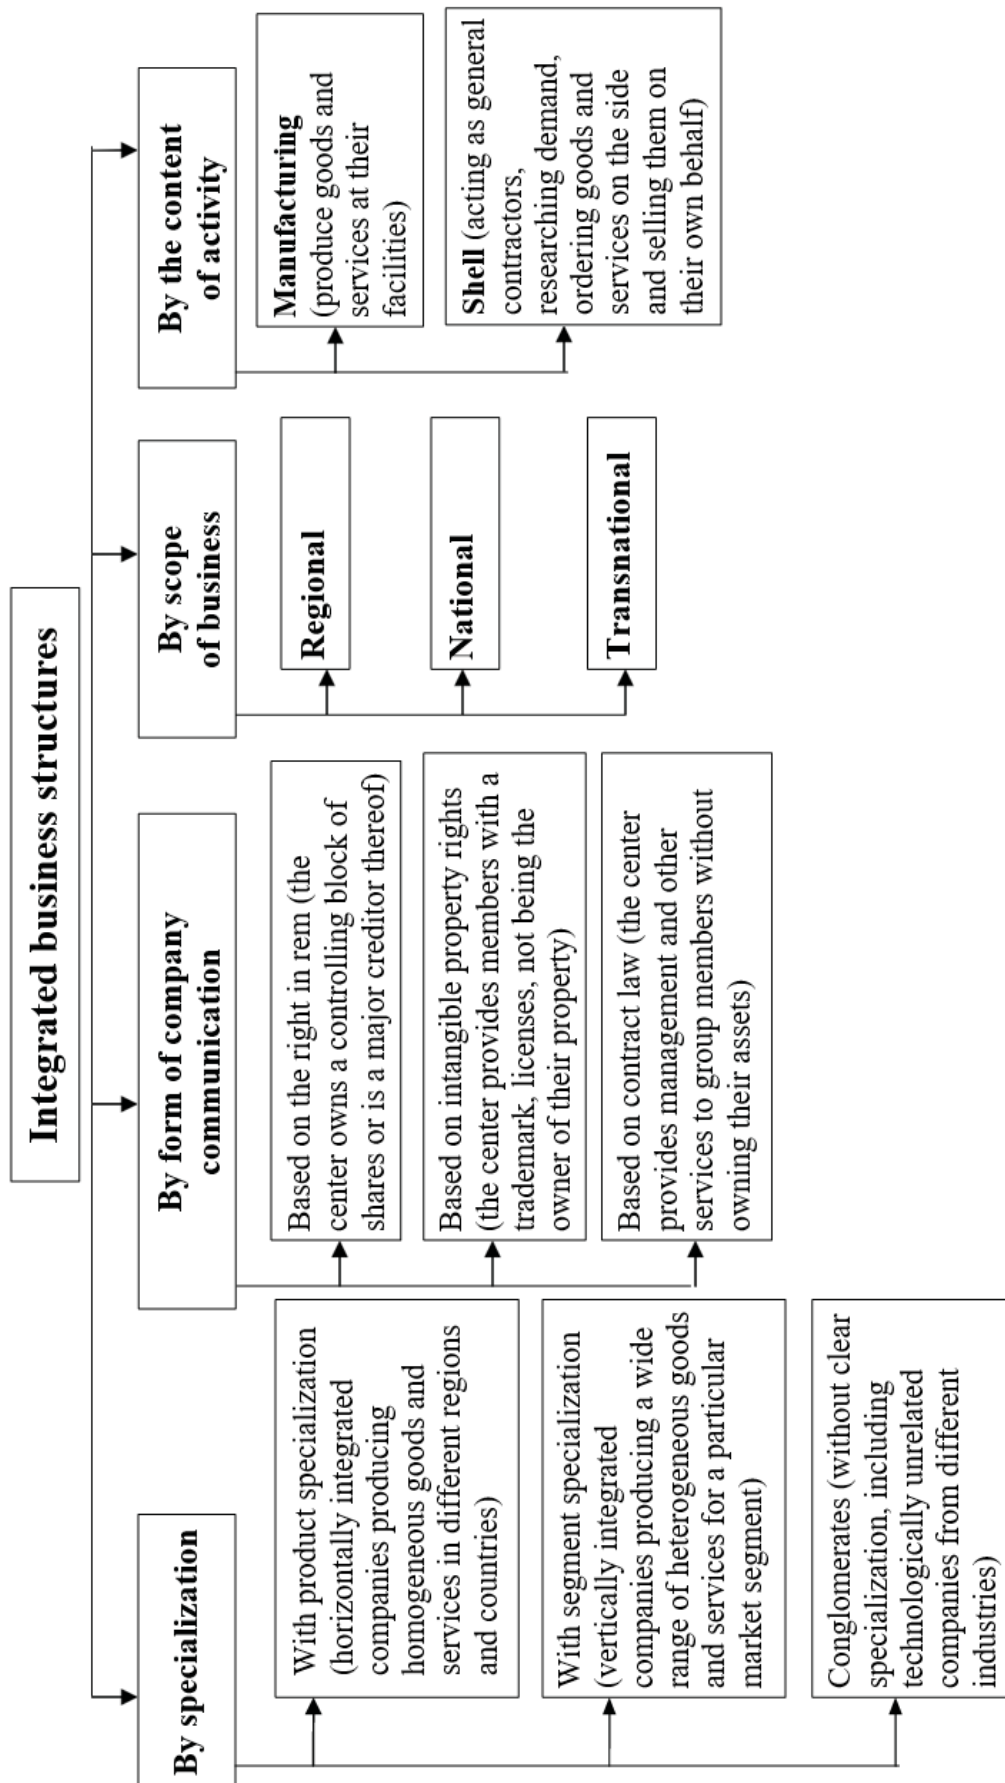 Integrated business structures
By specialization
With product specialization
(horizontally integrated
companies producing
homogeneous goods and
services in different regions
and countries)
With segment specialization
(vertically integrated
companies producing a wide
range of heterogeneous goods
and services for a particular
market segment)
Conglomerates (without clear
specialization, including
technologically unrelated
companies from different
industries)
By form of company
communication
Based on the right in rem (the
center owns a controlling block of
shares or is a major creditor thereof)
Based on intangible property rights
(the center provides members with a
trademark, licenses, not being the
owner of their property)
Based on contract law (the center
provides management and other
services to group members without
owning their assets)
By scope
of business
Regional
National
Transnational
By the content
of activity
Manufacturing
(produce goods and
services at their
facilities)
Shell (acting as general
contractors,
researching demand,
ordering goods and
services on the side
and selling them on
their own behalf)